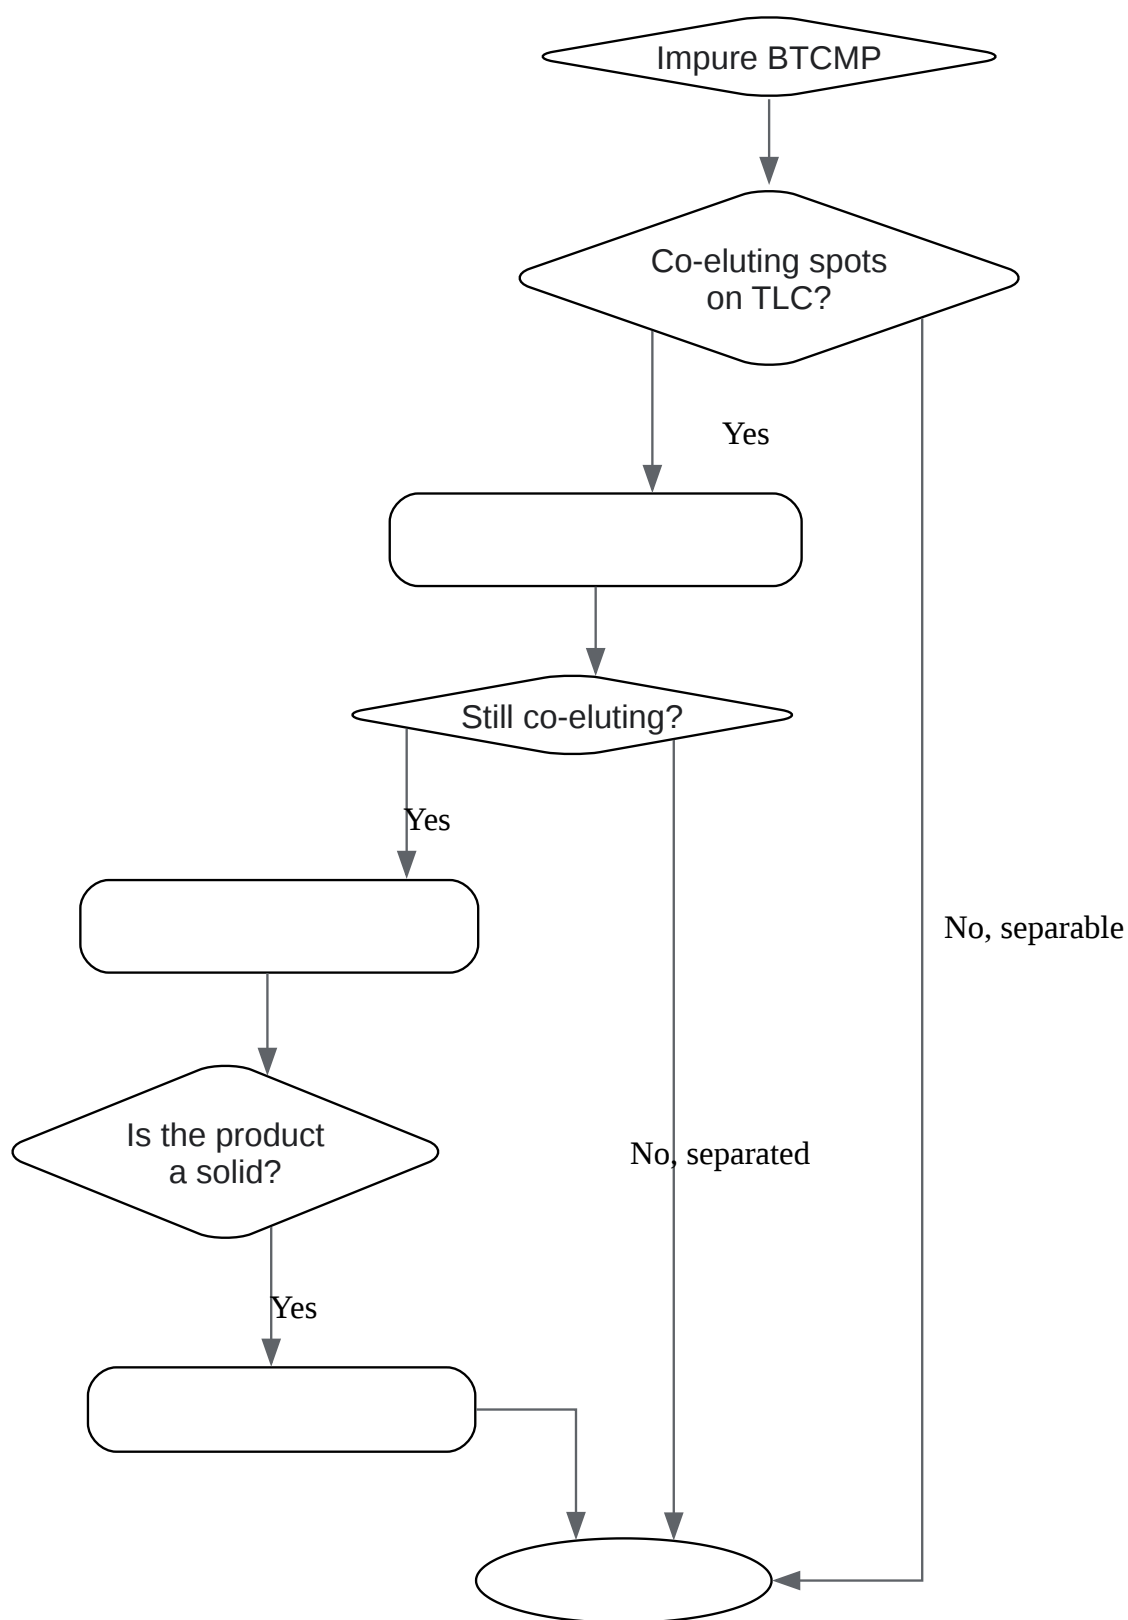 Impure BTCMP
Co-eluting spots
on TLC?
Yes
Still co-eluting?
Yes
No, separable
Is the product
a solid?
No, separated
Yes